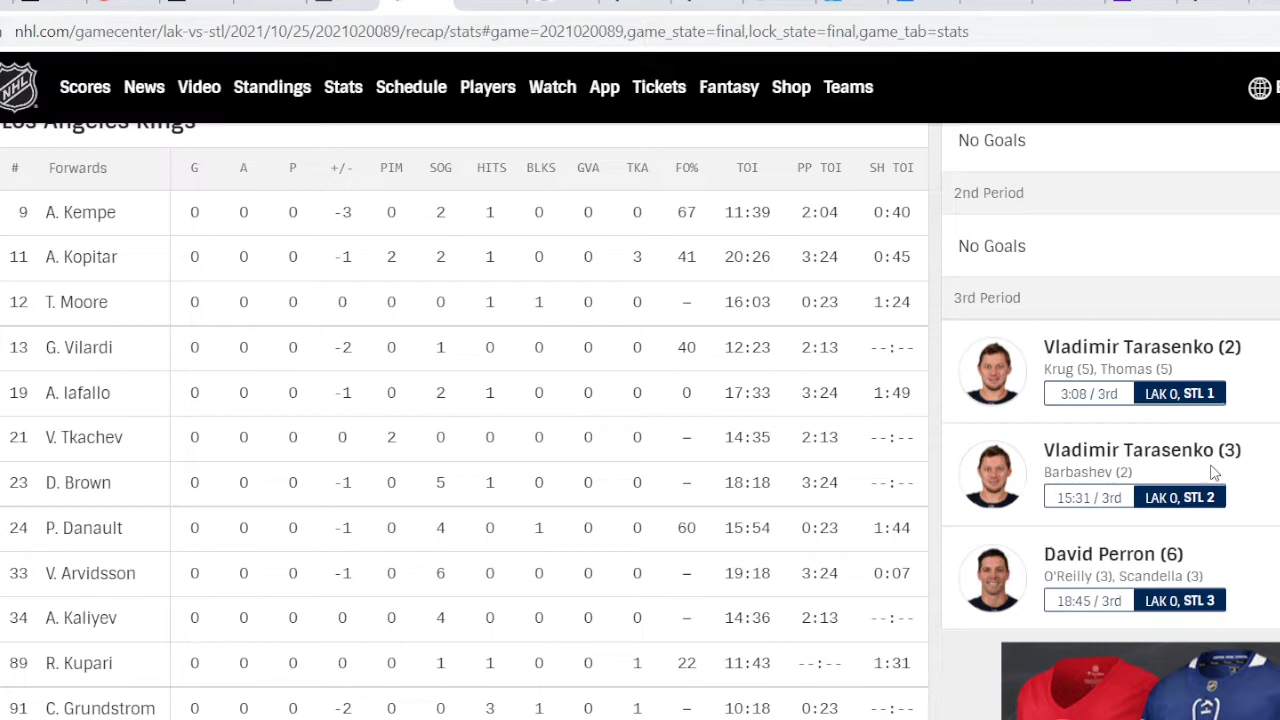 nhl.com/gamecenter/lak-vs-stl/2021/10/25/2021020089/recap/stats#game=2021020089,game_state=final,lock_state=final,game_tab=stats
NHL Scores News Video Standings Stats Schedule Players Watch App Tickets Fantasy Shop Teams
Los Angeles Kings
# Forwards G A P +/- PIM SOG HITS BLKS GVA TKA FO% TOI PP TOI SH TOI
9 A. Kempe 0 0 0 -3 0 2 1 0 0 0 67 11:39 2:04 0:40
11 A. Kopitar 0 0 0 -1 2 2 1 0 0 3 41 20:26 3:24 0:45
12 T. Moore 0 0 0 0 0 0 1 1 0 0 – 16:03 0:23 1:24
13 G. Vilardi 0 0 0 -2 0 1 0 0 0 0 40 12:23 2:13 --:--
19 A. Iafallo 0 0 0 -1 0 2 1 0 0 0 0 17:33 3:24 1:49
21 V. Tkachev 0 0 0 0 2 0 0 0 0 0 – 14:35 2:13 --:--
23 D. Brown 0 0 0 -1 0 5 1 0 0 0 – 18:18 3:24 --:--
24 P. Danault 0 0 0 -1 0 4 0 1 0 0 60 15:54 0:23 1:44
33 V. Arvidsson 0 0 0 -1 0 6 0 0 0 0 – 19:18 3:24 0:07
34 A. Kaliyev 0 0 0 0 0 4 0 0 0 0 – 14:36 2:13 --:--
89 R. Kupari 0 0 0 0 0 1 1 0 0 1 22 11:43 --:-- 1:31
91 C. Grundstrom 0 0 0 -2 0 0 3 1 0 1 – 10:18 0:23 --:--
No Goals
2nd Period
No Goals
3rd Period
Vladimir Tarasenko (2)
Krug (5), Thomas (5)
3:08 / 3rd LAK 0, STL 1
Vladimir Tarasenko (3)
Barbashev (2)
15:31 / 3rd LAK 0, STL 2
David Perron (6)
O'Reilly (3), Scandella (3)
18:45 / 3rd LAK 0, STL 3